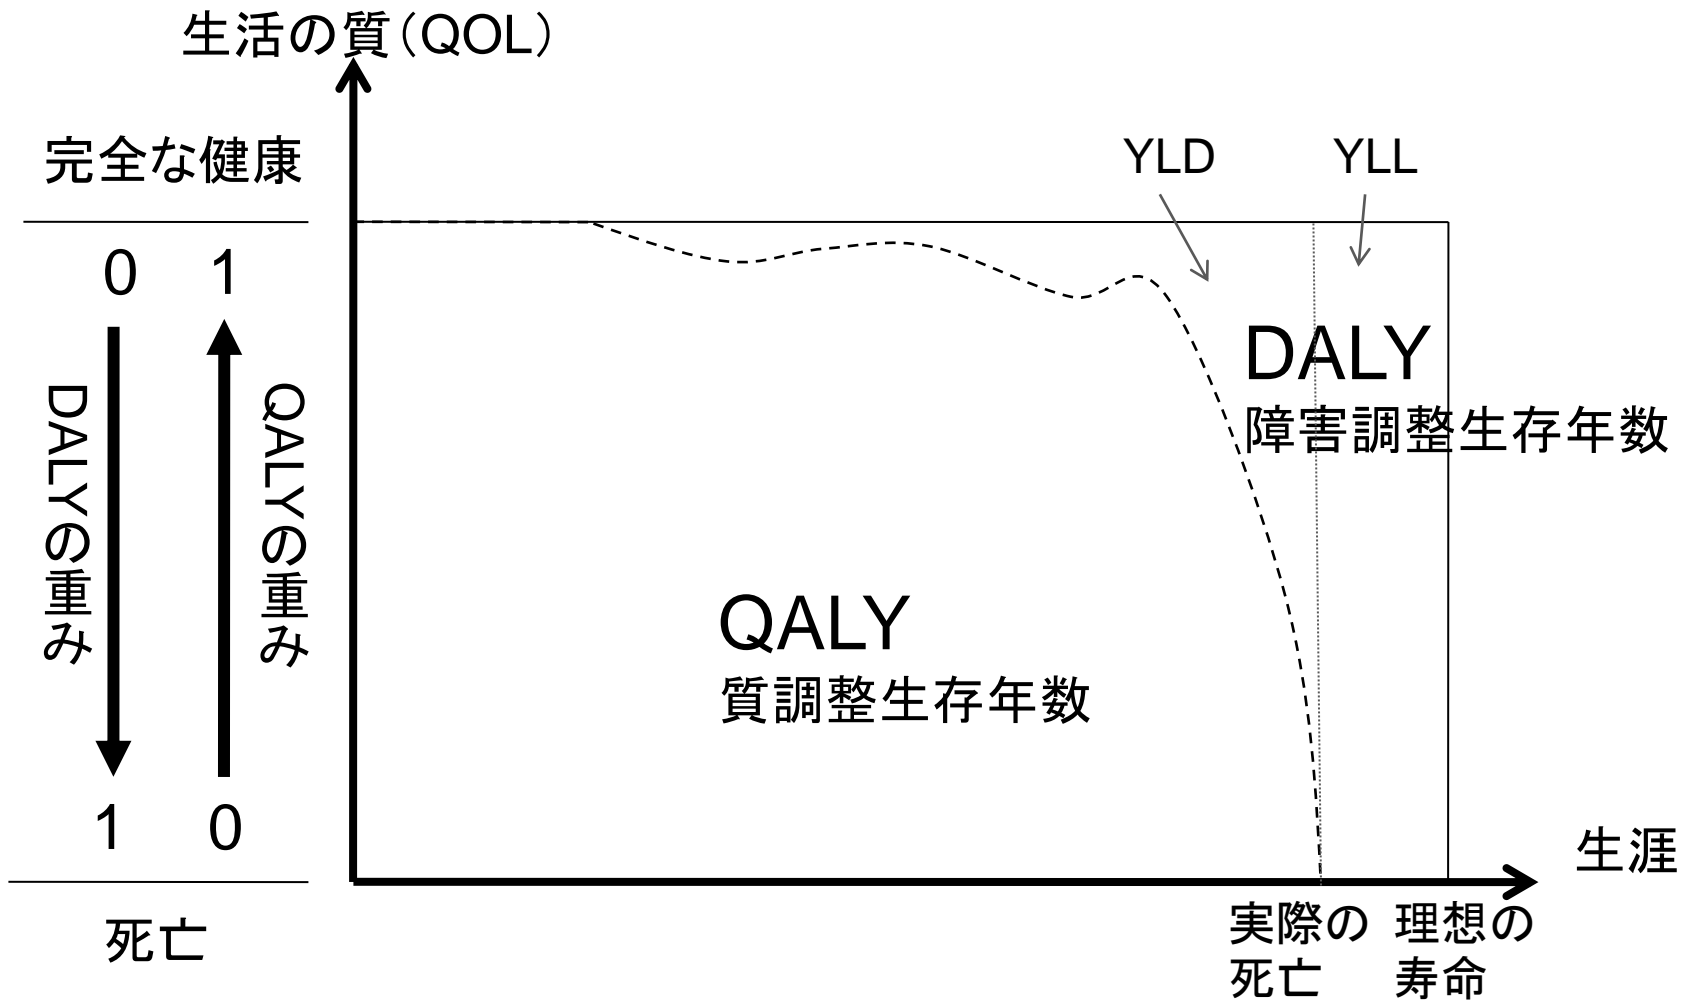 生活の質（QOL）
完全な健康
YLD
YLL
0
1
DALYの重み
QALYの重み
DALY
障害調整生存年数
QALY
質調整生存年数
1
0
生涯
死亡
実際の
死亡
理想の
寿命